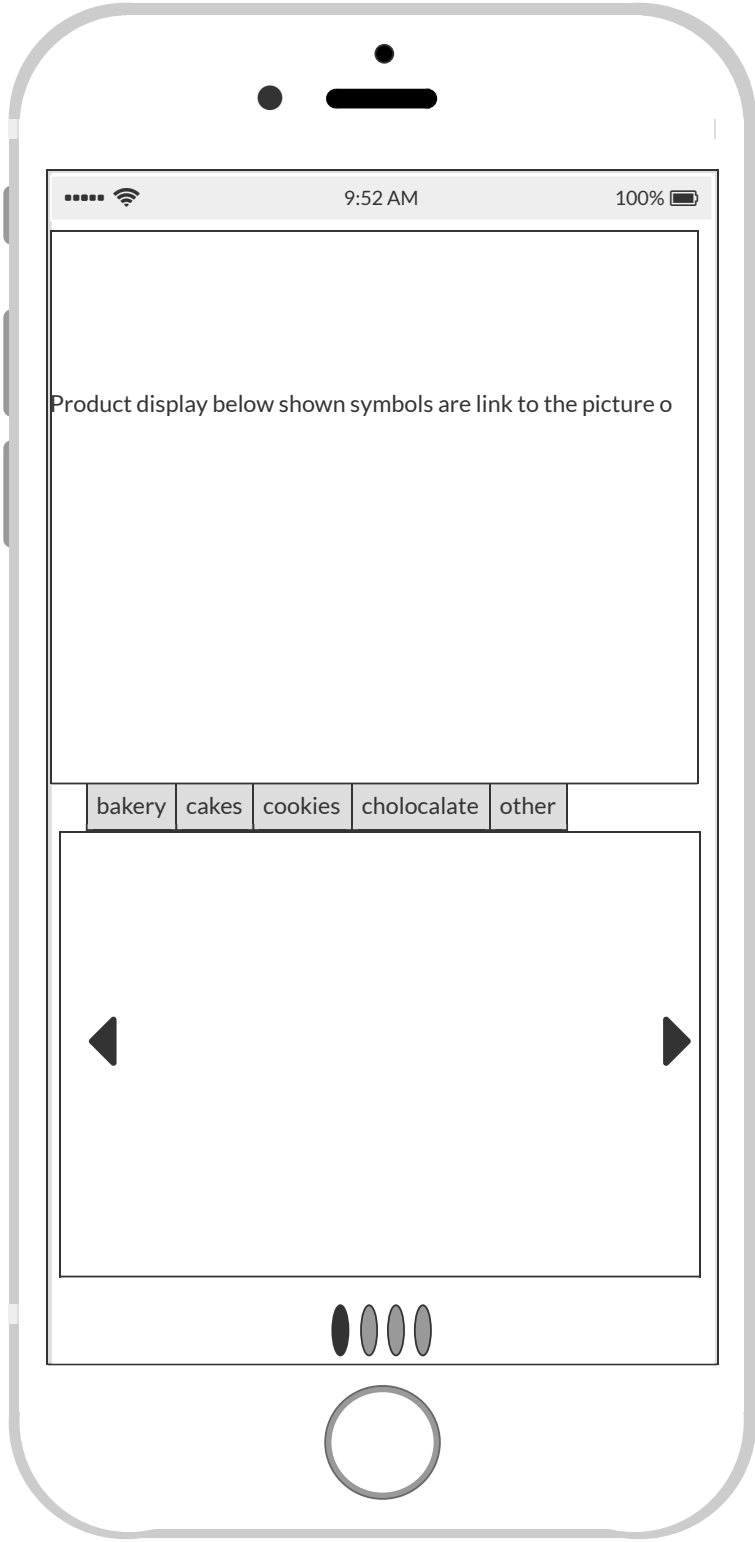 9:52 AM 100%
Product display below shown symbols are link to the picture o
bakery cakes cookies cholocalate other